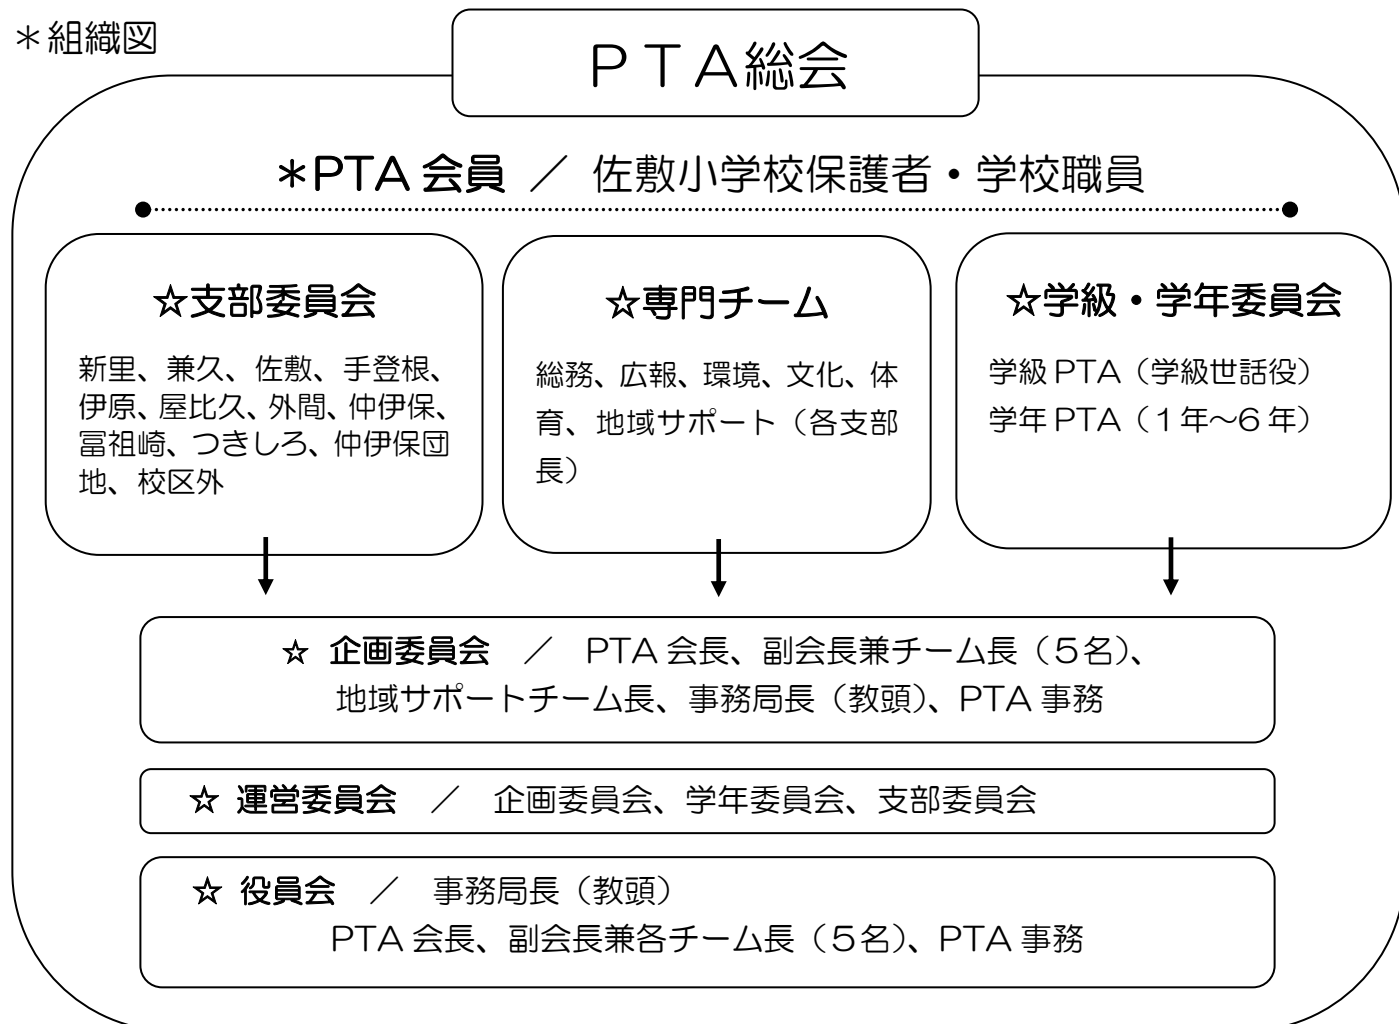 ＊組織図
ＰＴＡ総会
＊PTA 会員 ／ 佐敷小学校保護者・学校職員
☆支部委員会
新里、兼久、佐敷、手登根、
伊原、屋比久、外間、仲伊保、
冨祖崎、つきしろ、仲伊保団
地、校区外
☆専門チーム
総務、広報、環境、文化、体
育、地域サポート（各支部
長）
☆学級・学年委員会
学級 PTA（学級世話役）
学年 PTA（１年～６年）
☆ 企画委員会 ／ PTA 会長、副会長兼チーム長（５名）、
地域サポートチーム長、事務局長（教頭）、PTA 事務
☆ 運営委員会 ／ 企画委員会、学年委員会、支部委員会
☆ 役員会 ／ 事務局長（教頭）
PTA 会長、副会長兼各チーム長（５名）、PTA 事務